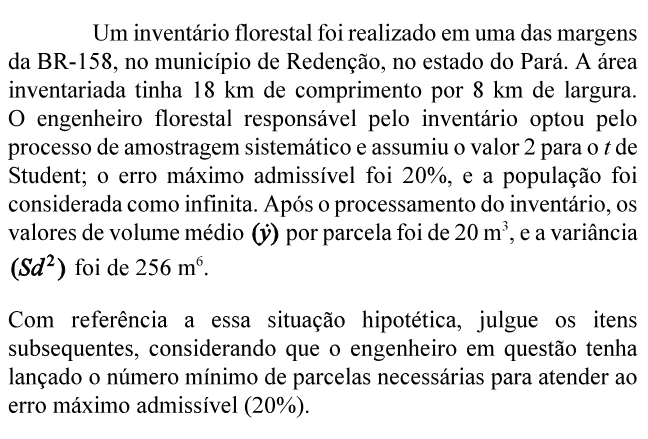 Um inventário florestal foi realizado em uma das margens
da BR-158, no município de Redenção, no estado do Pará. A área
inventariada tinha 18 km de comprimento por 8 km de largura.
O engenheiro florestal responsável pelo inventário optou pelo
processo de amostragem sistemático e assumiu o valor 2 para o t de
Student; o erro máximo admissível foi 20%, e a população foi
considerada como infinita. Após o processamento do inventário, os
valores de volume médio (ẏ) por parcela foi de 20 m³, e a variância
(Sd²) foi de 256 m⁶.
Com referência a essa situação hipotética, julgue os itens
subsequentes, considerando que o engenheiro em questão tenha
lançado o número mínimo de parcelas necessárias para atender ao
erro máximo admissível (20%).